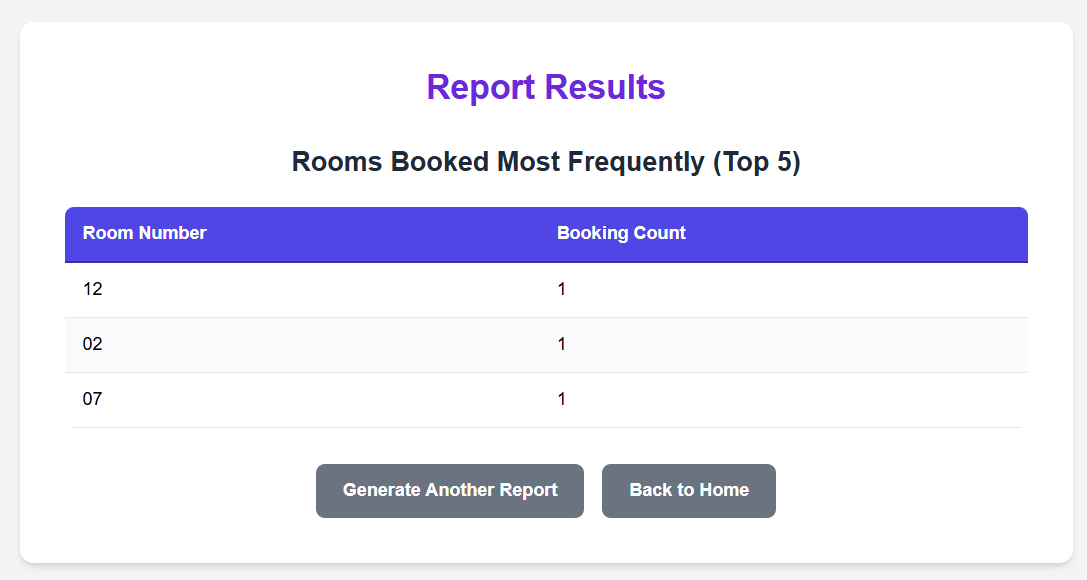 Report Results
Rooms Booked Most Frequently (Top 5)
Room Number Booking Count
12 1
02 1
07 1
Generate Another Report Back to Home